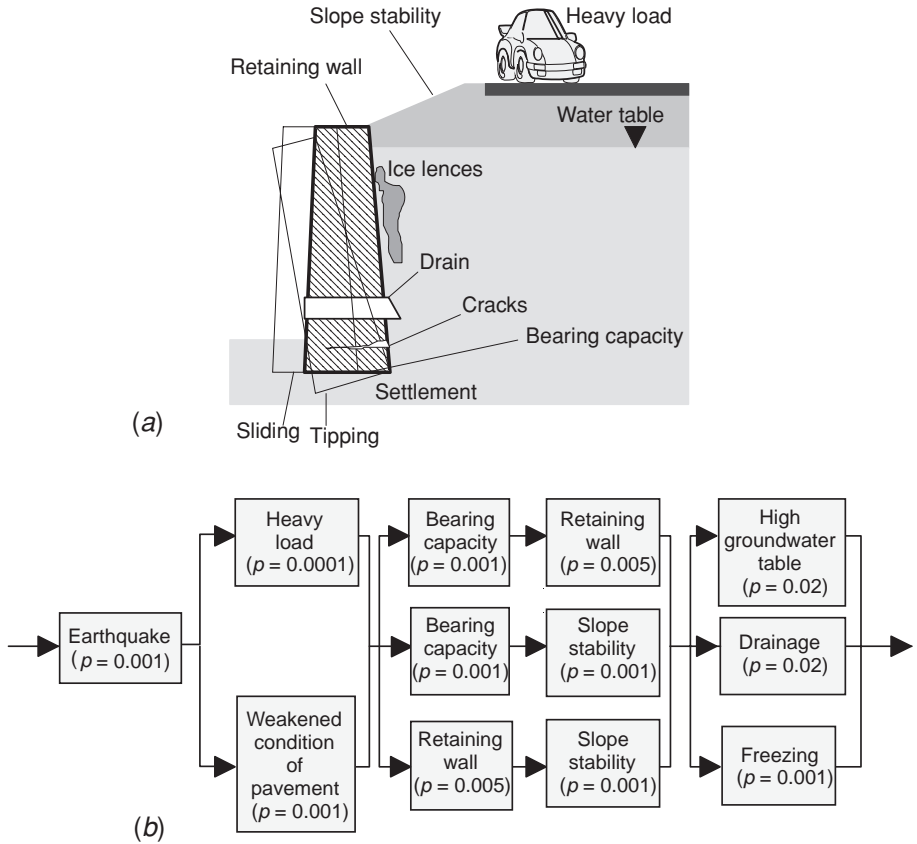 Slope stability
Heavy load
Retaining wall
Water table
Ice lences
Drain
Cracks
Bearing capacity
Settlement
(a)
Sliding
Tipping
Heavy
load
(p = 0.0001)
Bearing
capacity
(p = 0.001)
Retaining
wall
(p = 0.005)
High
groundwater
table
(p = 0.02)
Earthquake
(p = 0.001)
Bearing
capacity
(p = 0.001)
Slope
stability
(p = 0.001)
Drainage
(p = 0.02)
Weakened
condition
of
pavement
(p = 0.001)
Retaining
wall
(p = 0.005)
Slope
stability
(p = 0.001)
Freezing
(p = 0.001)
(b)